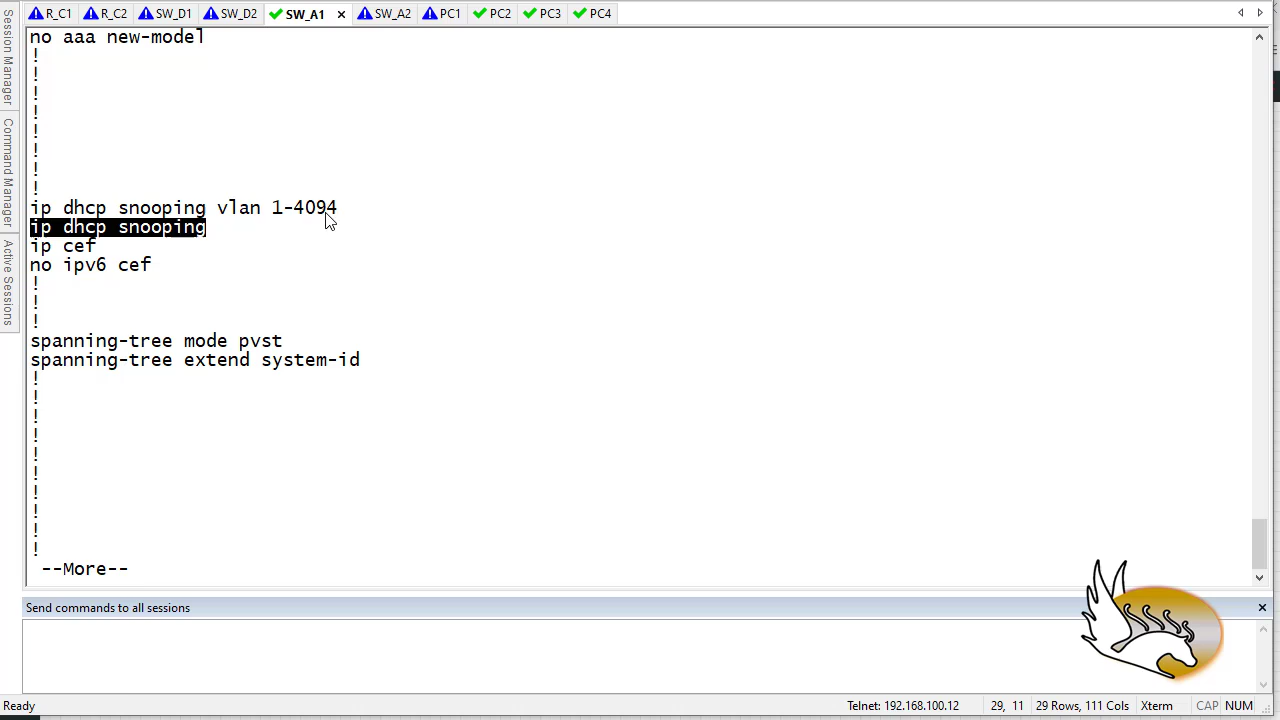 R_C1 R_C2 SW_D1 SW_D2 SW_A1 × SW_A2 PC1 PC2 PC3 PC4
Session Manager
Command Manager
Active Sessions
no aaa new-model
!
!
!
!
!
!
!
!
ip dhcp snooping vlan 1-4094
ip dhcp snooping
ip cef
no ipv6 cef
!
!
!
spanning-tree mode pvst
spanning-tree extend system-id
!
!
!
!
!
!
!
!
!
!
--More--
Send commands to all sessions ×
Ready Telnet: 192.168.100.12 29, 11 29 Rows, 111 Cols Xterm CAP NUM